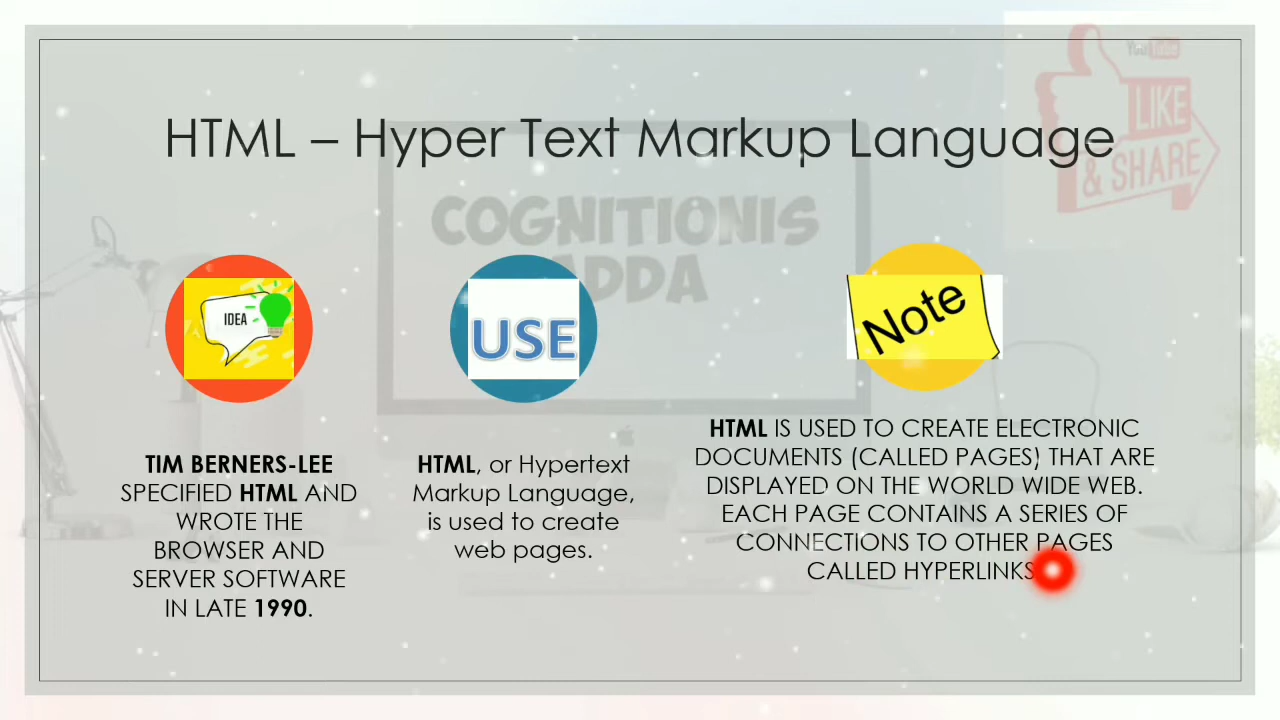 HTML – Hyper Text Markup Language
YouTube
LIKE
& SHARE
COGNITIONIS
ADDA
IDEA
USE
Note
TIM BERNERS-LEE
SPECIFIED HTML AND
WROTE THE
BROWSER AND
SERVER SOFTWARE
IN LATE 1990.
HTML, or Hypertext
Markup Language,
is used to create
web pages.
HTML IS USED TO CREATE ELECTRONIC
DOCUMENTS (CALLED PAGES) THAT ARE
DISPLAYED ON THE WORLD WIDE WEB.
EACH PAGE CONTAINS A SERIES OF
CONNECTIONS TO OTHER PAGES
CALLED HYPERLINKS